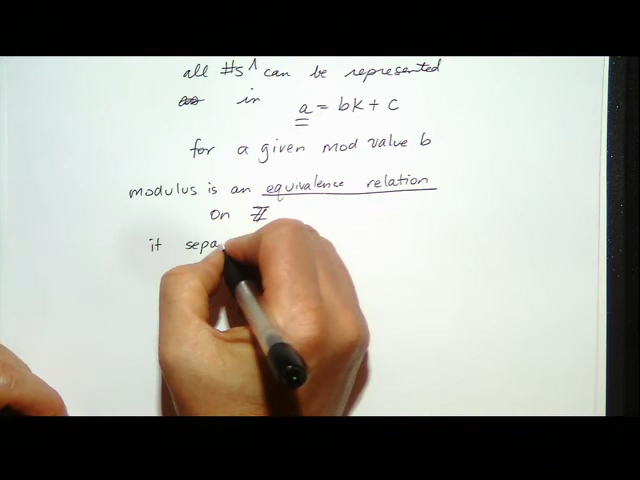 all #s ^ can be represented
in a = bk + c
for a given mod value b
modulus is an equivalence relation
on ℤ
it sepa